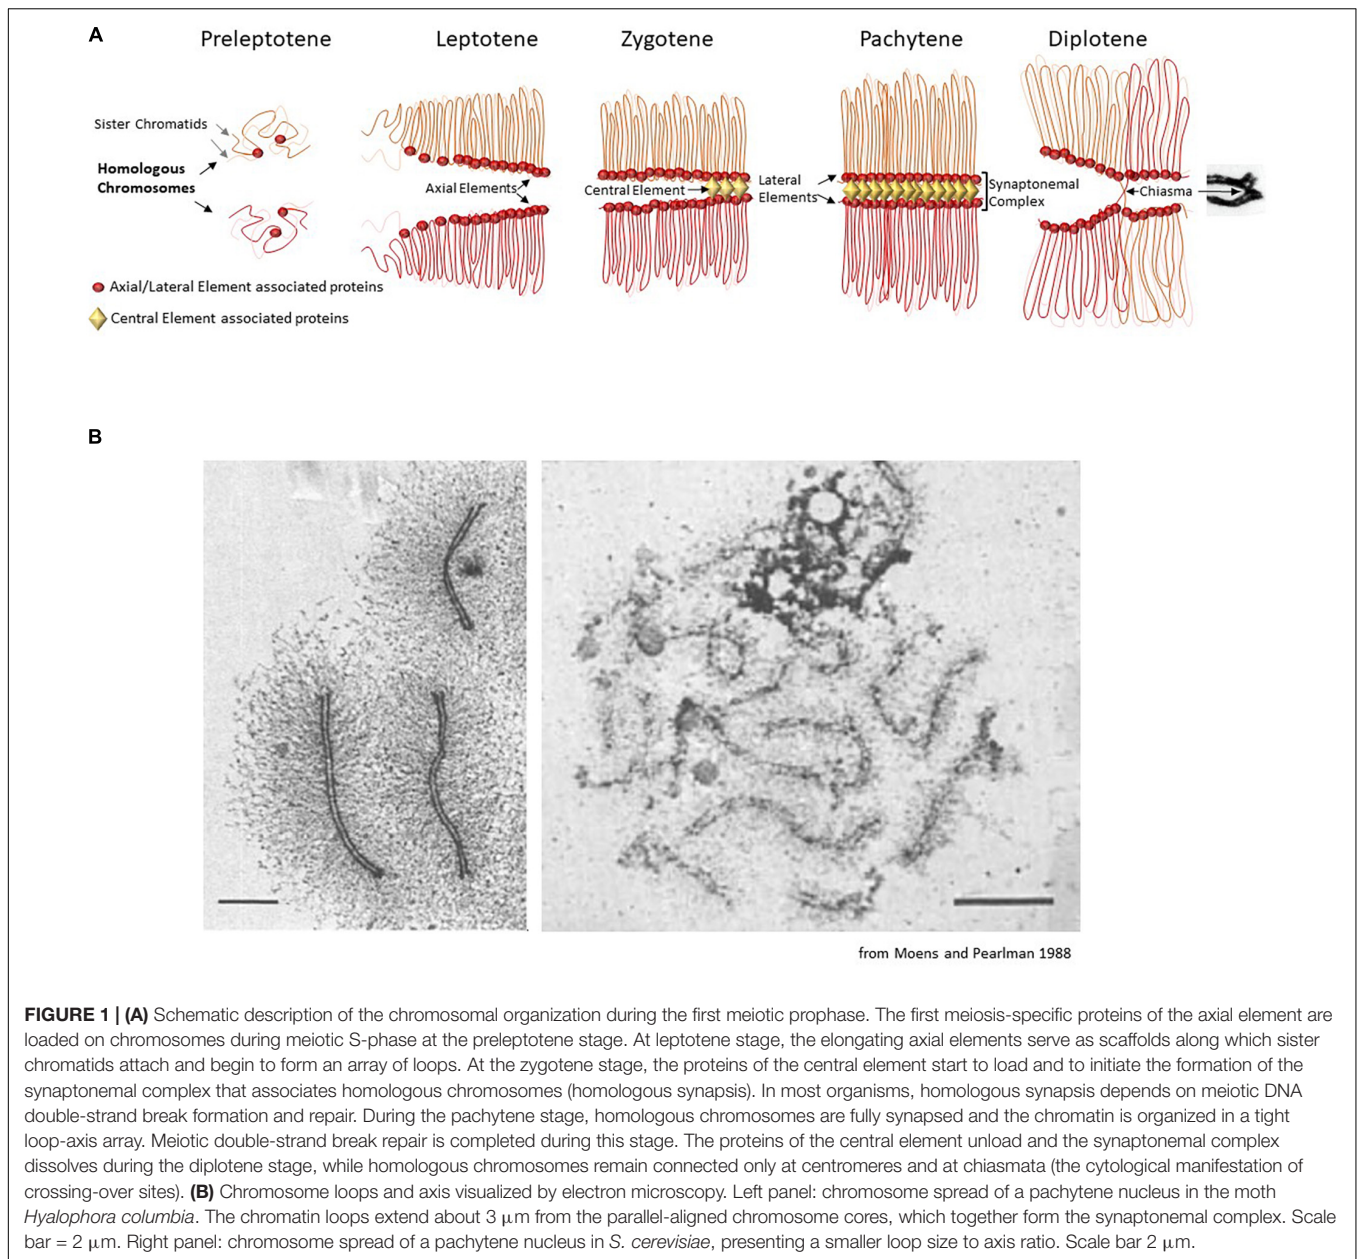 A
Preleptotene
Leptotene
Zygotene
Pachytene
Diplotene
Sister Chromatids
Homologous
Chromosomes
Axial Elements
Central Element
Lateral
Elements
Synaptonemal
Complex
Chiasma
Axial/Lateral Element associated proteins
Central Element associated proteins
B
from Moens and Pearlman 1988
FIGURE 1 | (A) Schematic description of the chromosomal organization during the first meiotic prophase. The first meiosis-specific proteins of the axial element are
loaded on chromosomes during meiotic S-phase at the preleptotene stage. At leptotene stage, the elongating axial elements serve as scaffolds along which sister
chromatids attach and begin to form an array of loops. At the zygotene stage, the proteins of the central element start to load and to initiate the formation of the
synaptonemal complex that associates homologous chromosomes (homologous synapsis). In most organisms, homologous synapsis depends on meiotic DNA
double-strand break formation and repair. During the pachytene stage, homologous chromosomes are fully synapsed and the chromatin is organized in a tight
loop-axis array. Meiotic double-strand break repair is completed during this stage. The proteins of the central element unload and the synaptonemal complex
dissolves during the diplotene stage, while homologous chromosomes remain connected only at centromeres and at chiasmata (the cytological manifestation of
crossing-over sites). (B) Chromosome loops and axis visualized by electron microscopy. Left panel: chromosome spread of a pachytene nucleus in the moth
Hyalophora columbia. The chromatin loops extend about 3 μm from the parallel-aligned chromosome cores, which together form the synaptonemal complex. Scale
bar = 2 μm. Right panel: chromosome spread of a pachytene nucleus in S. cerevisiae, presenting a smaller loop size to axis ratio. Scale bar 2 μm.